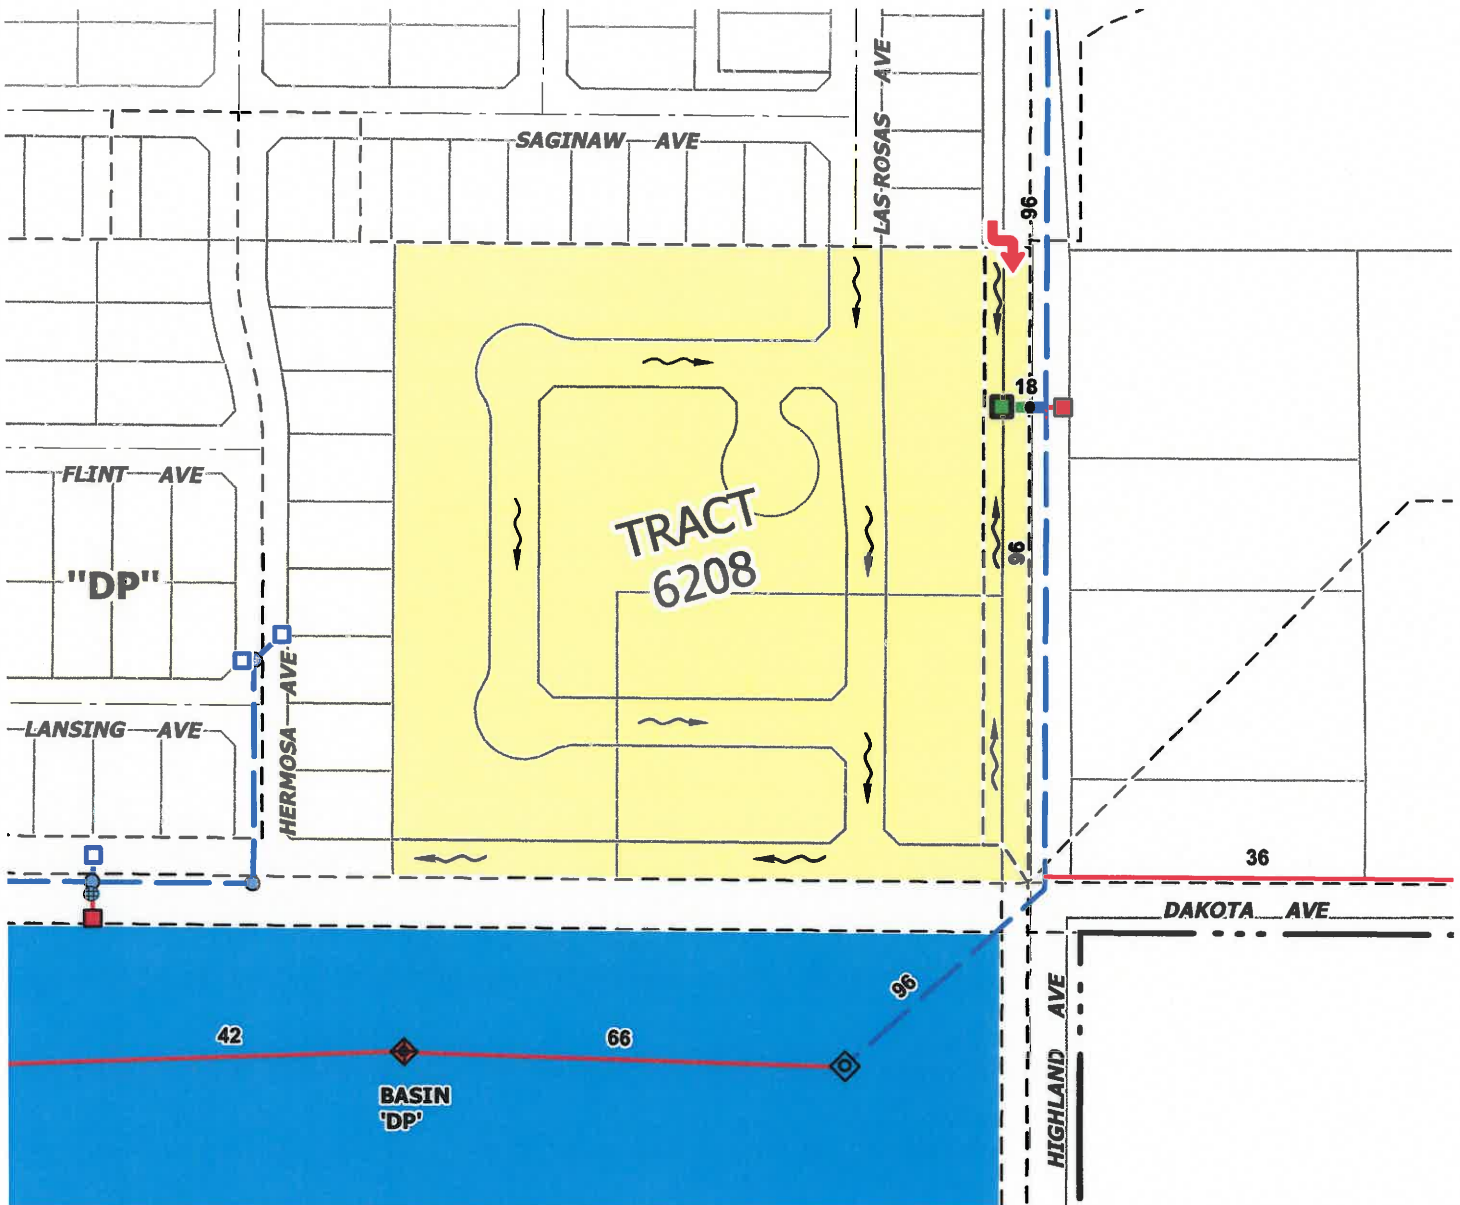 SAGINAW AVE
LAS ROSAS AVE
96
18
FLINT AVE
TRACT
6208
96
"DP"
HERMOSA AVE
LANSING AVE
36
DAKOTA AVE
96
HIGHLAND AVE
42
66
BASIN
'DP'